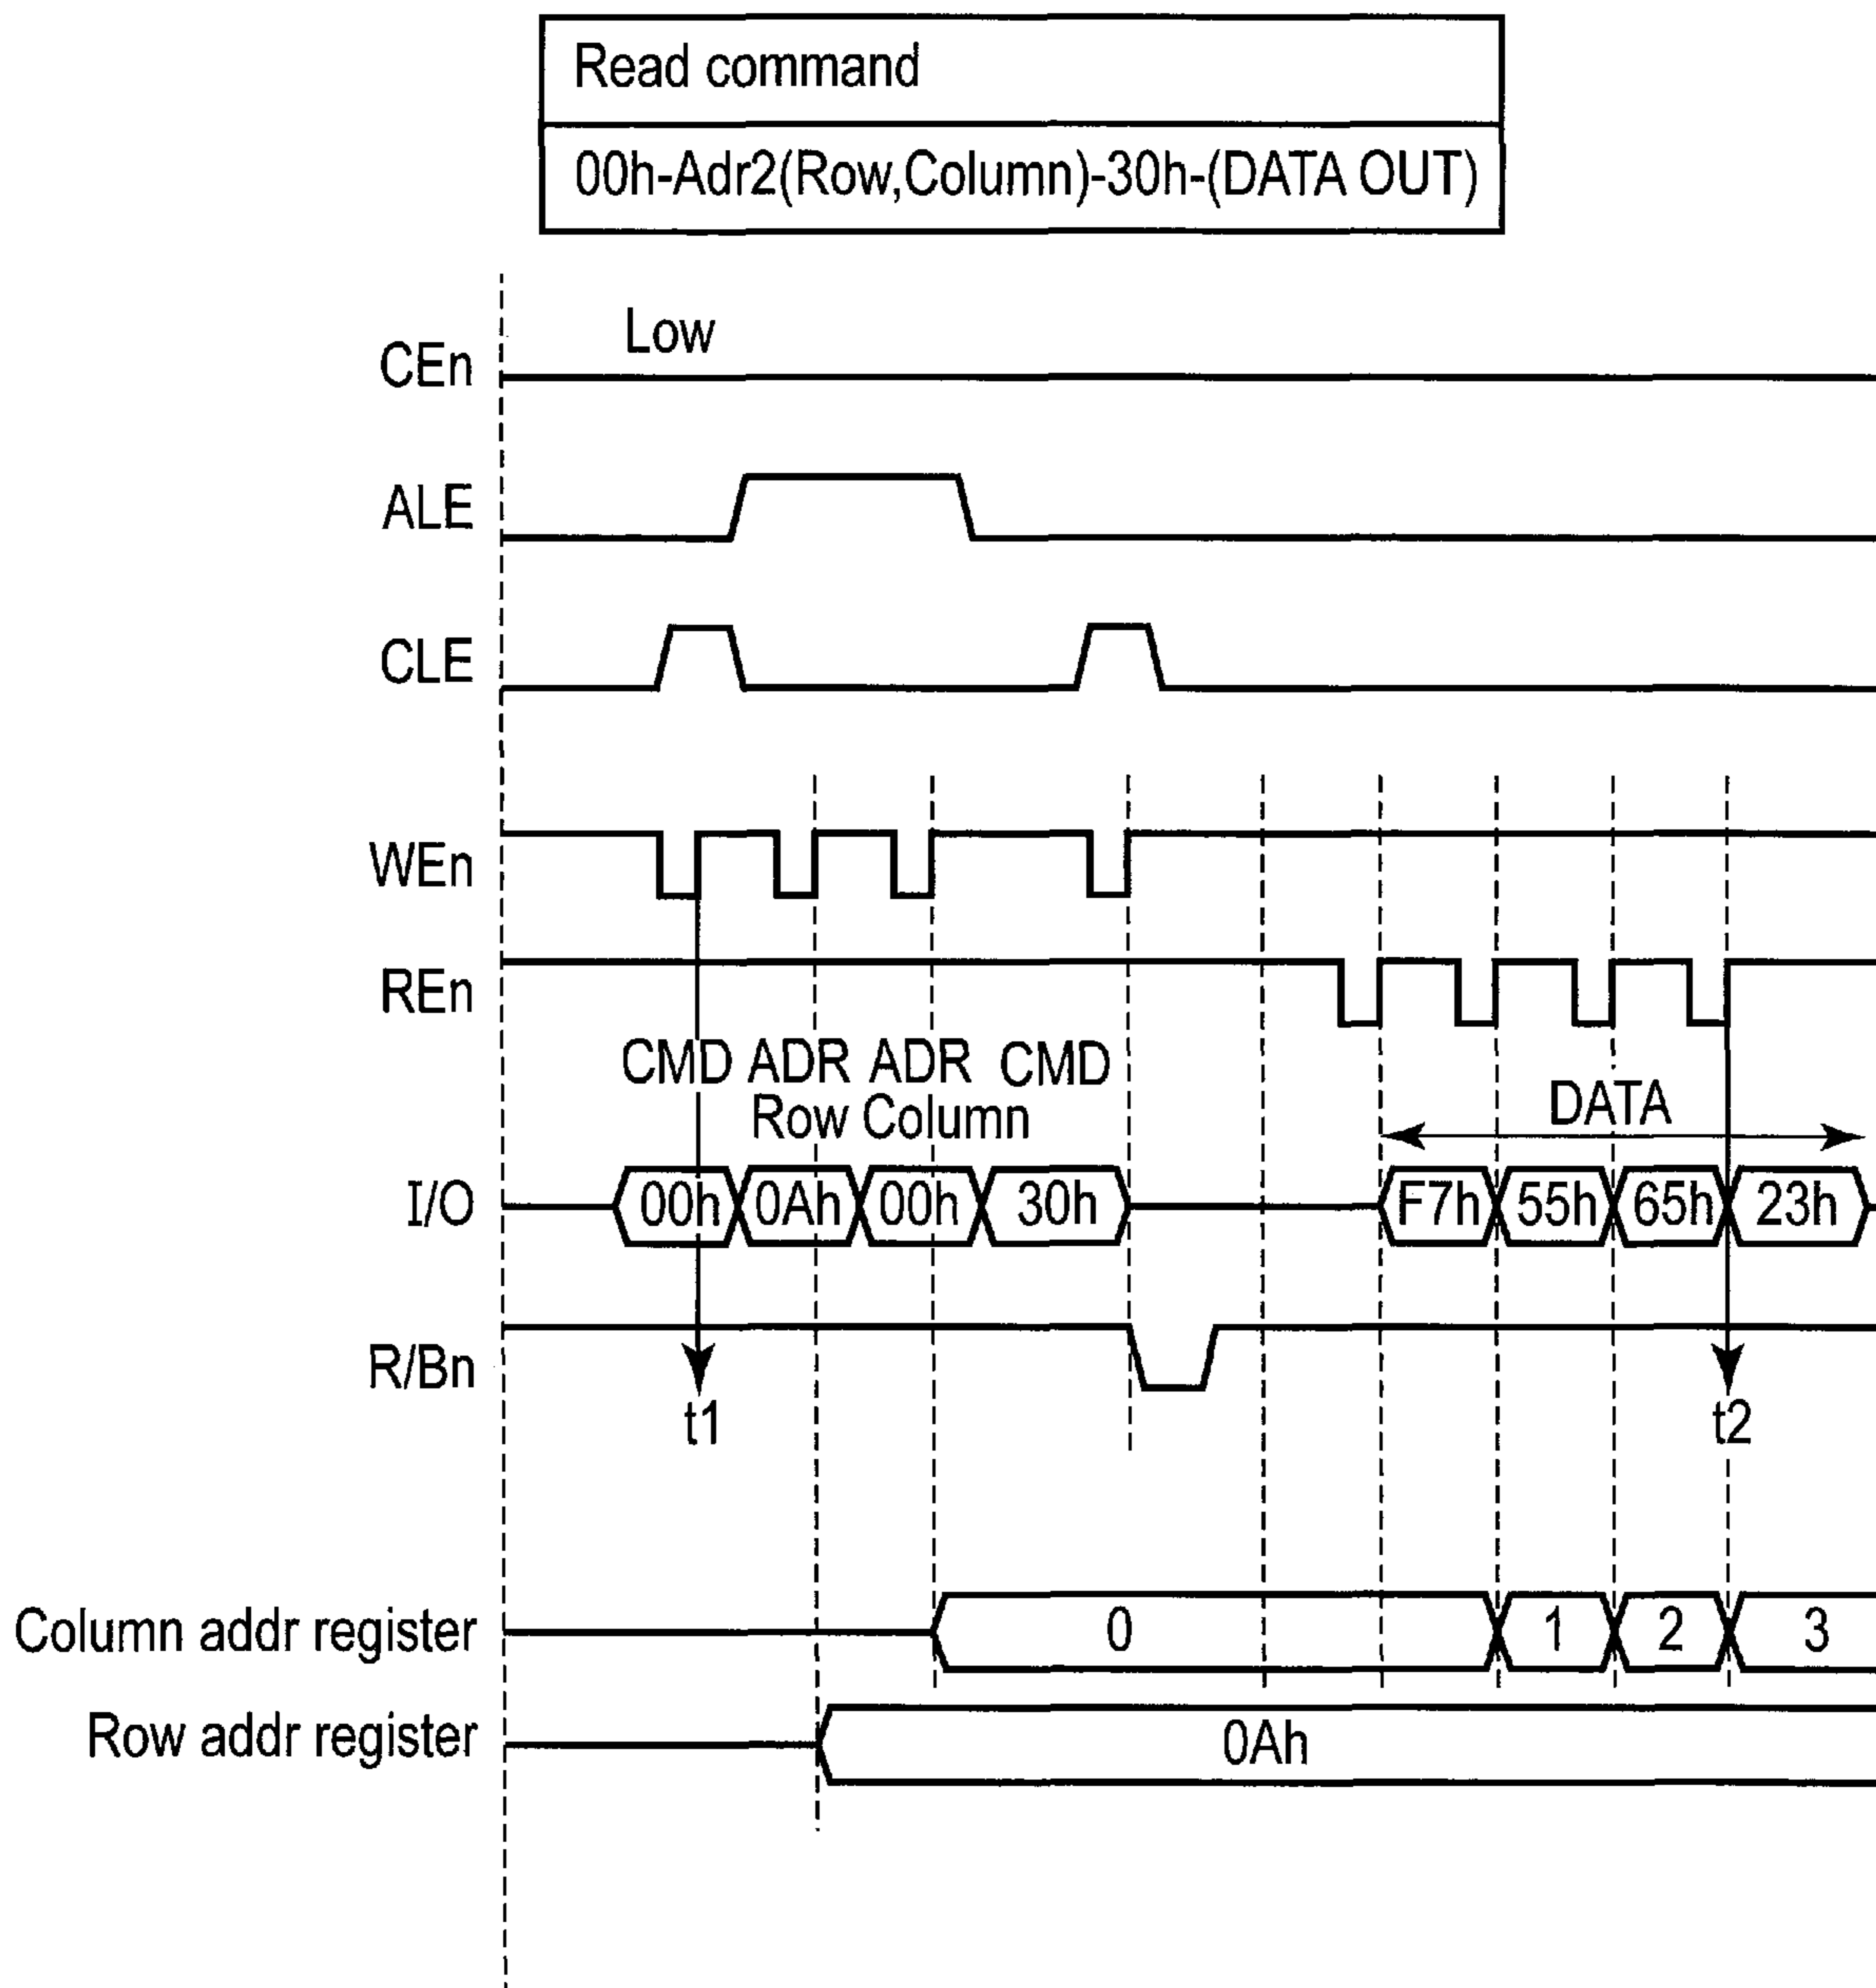 Read command
00h-Adr2(Row,Column)-30h-(DATA OUT)
Low
CEn
ALE
CLE
WEn
REn
CMD ADR ADR CMD
Row Column
DATA
I/O
00h 0Ah 00h 30h F7h 55h 65h 23h
R/Bn
t1 t2
Column addr register 0 1 2 3
Row addr register 0Ah